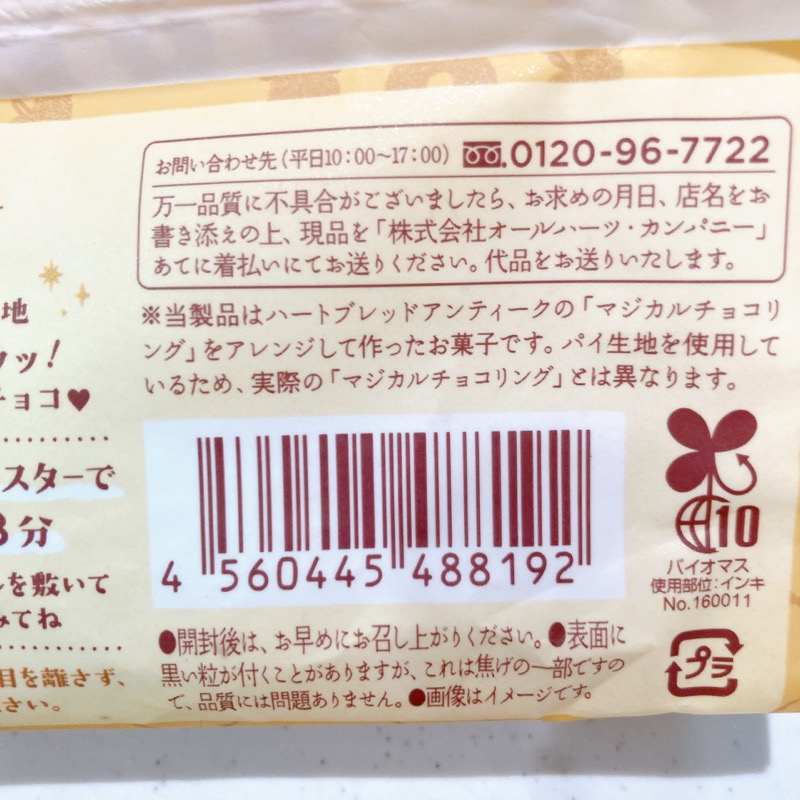 お問い合わせ先（平日10：00〜17：00） 0120-96-7722
万一品質に不具合がございましたら、お求めの月日、店名をお
書き添えの上、現品を「株式会社オールハーツ・カンパニー」
あてに着払いにてお送りください。代品をお送りいたします。
※当製品はハートブレッドアンティークの「マジカルチョコリ
ング」をアレンジして作ったお菓子です。パイ生地を使用して
いるため、実際の「マジカルチョコリング」とは異なります。
地
ッ！
チョコ♥
スターで
3分
を敷いて
みてね
目を離さず、
さい。
4 560445 488192
10
バイオマス
使用部位：インキ
No.160011
プラ
●開封後は、お早めにお召し上がりください。●表面に
黒い粒が付くことがありますが、これは焦げの一部ですの
で、品質には問題ありません。●画像はイメージです。